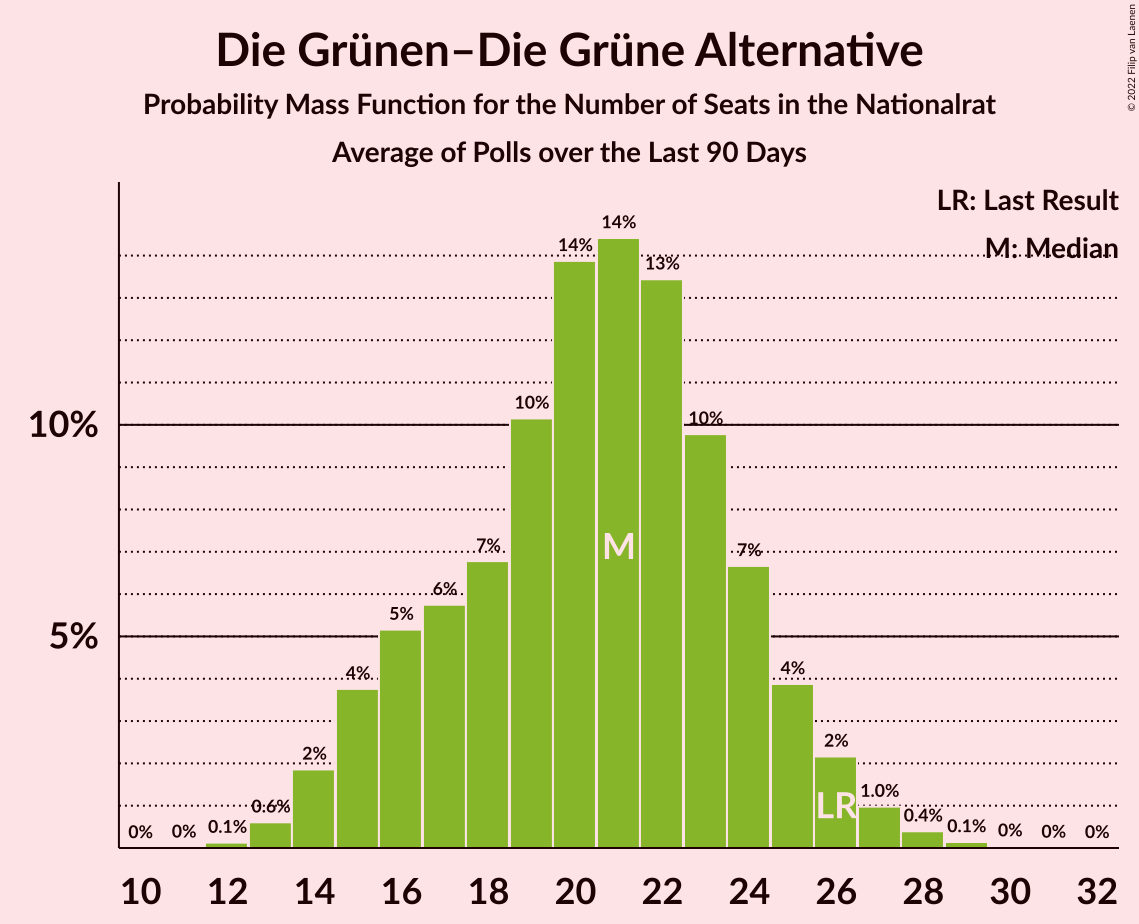 Die Grünen–Die Grüne Alternative
Probability Mass Function for the Number of Seats in the Nationalrat
Average of Polls over the Last 90 Days
© 2022 Filip van Laenen
LR: Last Result
M: Median
10%
5%
0%
0%
0.1%
0.6%
2%
4%
5%
6%
7%
10%
14%
14%
13%
10%
7%
4%
2%
1.0%
0.4%
0.1%
0%
0%
0%
M
LR
10 12 14 16 18 20 22 24 26 28 30 32